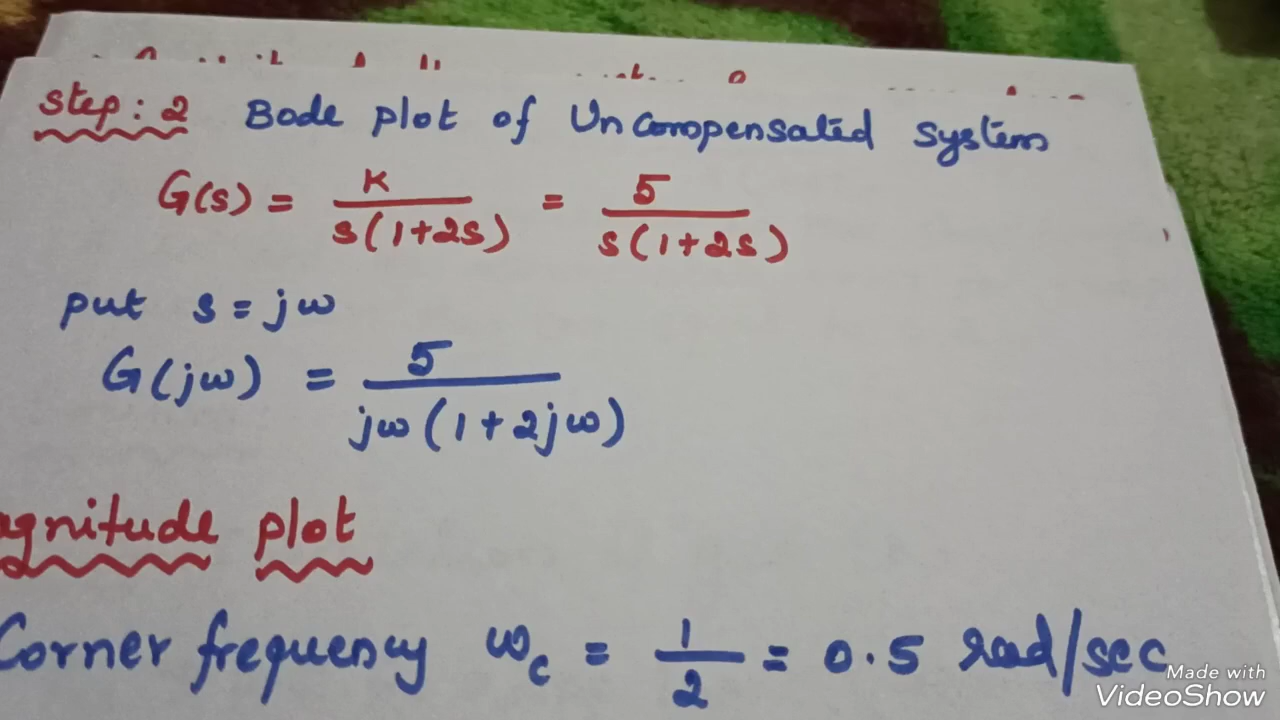 step: 2 Bode plot of Uncompensated system
G(s) = K / s(1+2s) = 5 / s(1+2s)
put s = jω
G(jω) = 5 / jω(1+2jω)
agnitude plot
Corner frequency ωc = 1/2 = 0.5 rad/sec
Made with
VideoShow